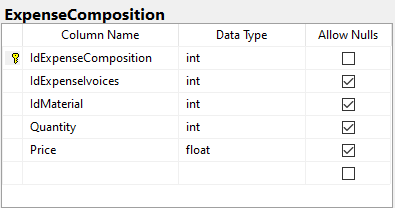 ExpenseComposition
Column Name Data Type Allow Nulls
IdExpenseComposition int
IdExpenseIvoices int
IdMaterial int
Quantity int
Price float